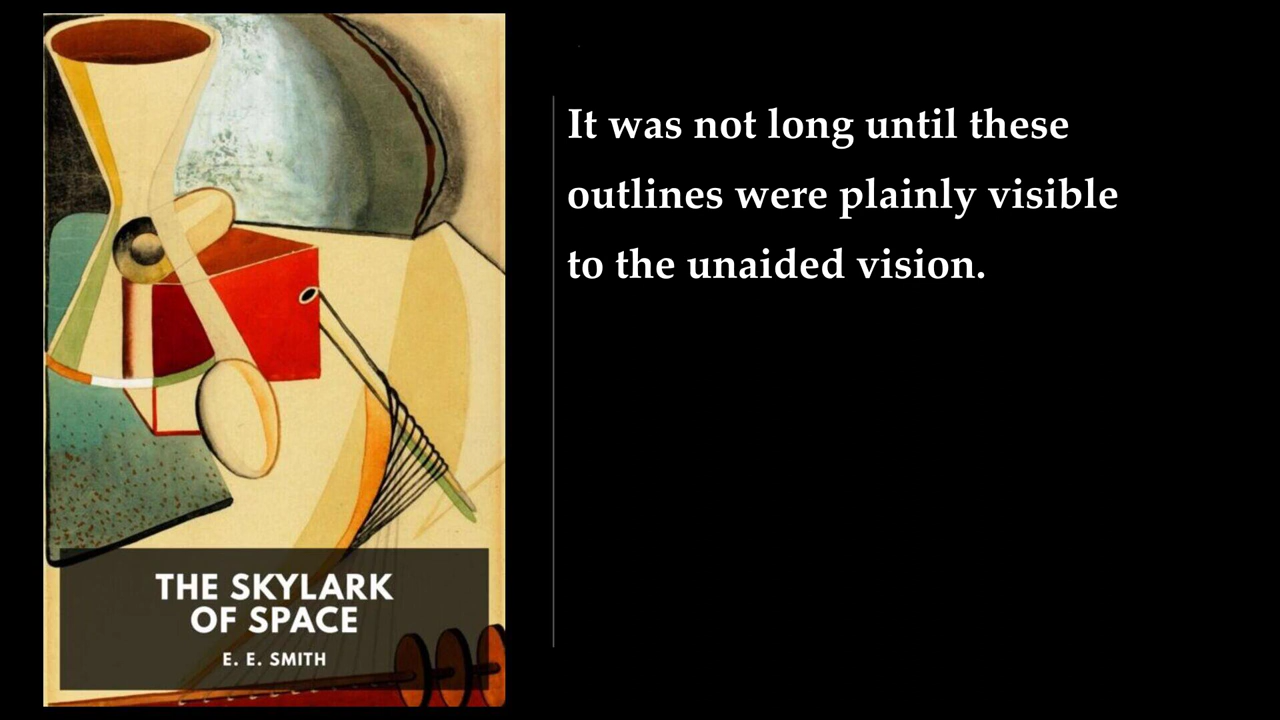 THE SKYLARK
OF SPACE
E. E. SMITH
It was not long until these
outlines were plainly visible
to the unaided vision.